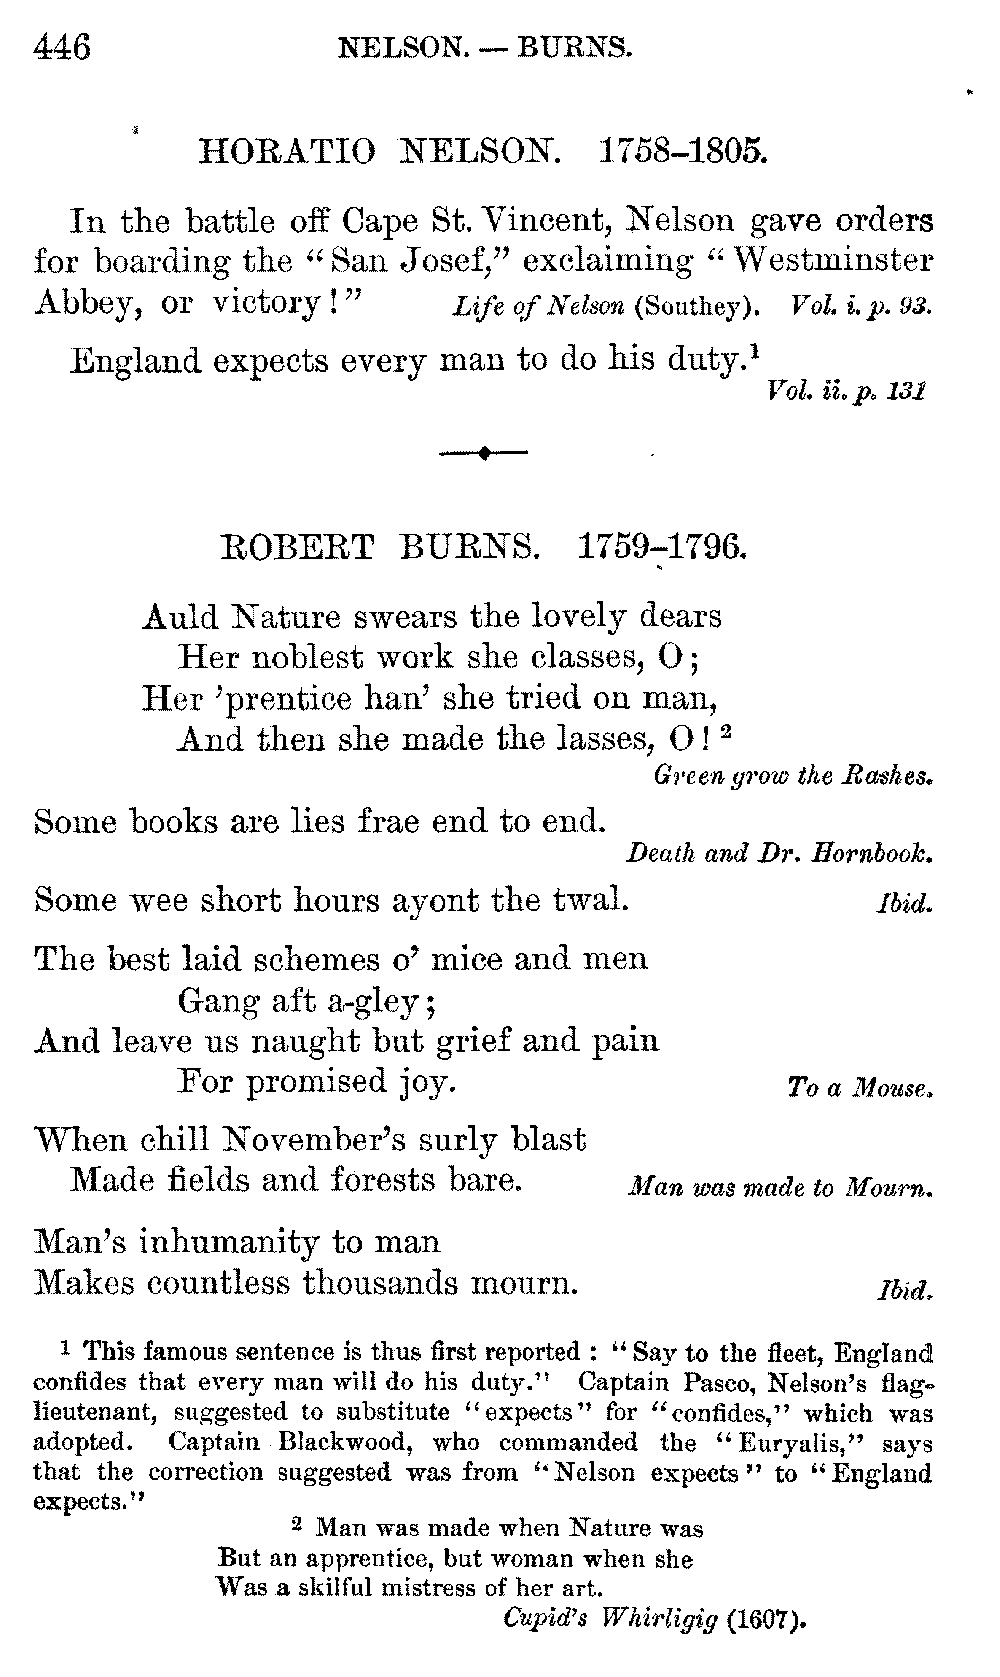 446 NELSON. — BURNS.
HORATIO NELSON. 1758–1805.
In the battle off Cape St. Vincent, Nelson gave orders
for boarding the “San Josef,” exclaiming “Westminster
Abbey, or victory!” Life of Nelson (Southey). Vol. i. p. 93.
England expects every man to do his duty.¹
Vol. ii. p. 131
ROBERT BURNS. 1759–1796.
Auld Nature swears the lovely dears
Her noblest work she classes, O;
Her ’prentice han’ she tried on man,
And then she made the lasses, O!²
Green grow the Rashes.
Some books are lies frae end to end.
Death and Dr. Hornbook.
Some wee short hours ayont the twal. Ibid.
The best laid schemes o’ mice and men
Gang aft a-gley;
And leave us naught but grief and pain
For promised joy. To a Mouse.
When chill November’s surly blast
Made fields and forests bare. Man was made to Mourn.
Man’s inhumanity to man
Makes countless thousands mourn. Ibid.
¹ This famous sentence is thus first reported: “Say to the fleet, England
confides that every man will do his duty.” Captain Pasco, Nelson’s flag-
lieutenant, suggested to substitute “expects” for “confides,” which was
adopted. Captain Blackwood, who commanded the “Euryalis,” says
that the correction suggested was from “Nelson expects” to “England
expects.”
² Man was made when Nature was
But an apprentice, but woman when she
Was a skilful mistress of her art.
Cupid’s Whirligig (1607).